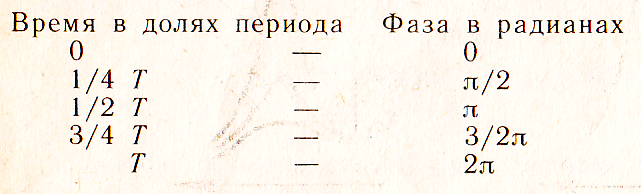 Время в долях периода Фаза в радианах
0 — 0
1/4 T — π/2
1/2 T — π
3/4 T — 3/2π
T — 2π